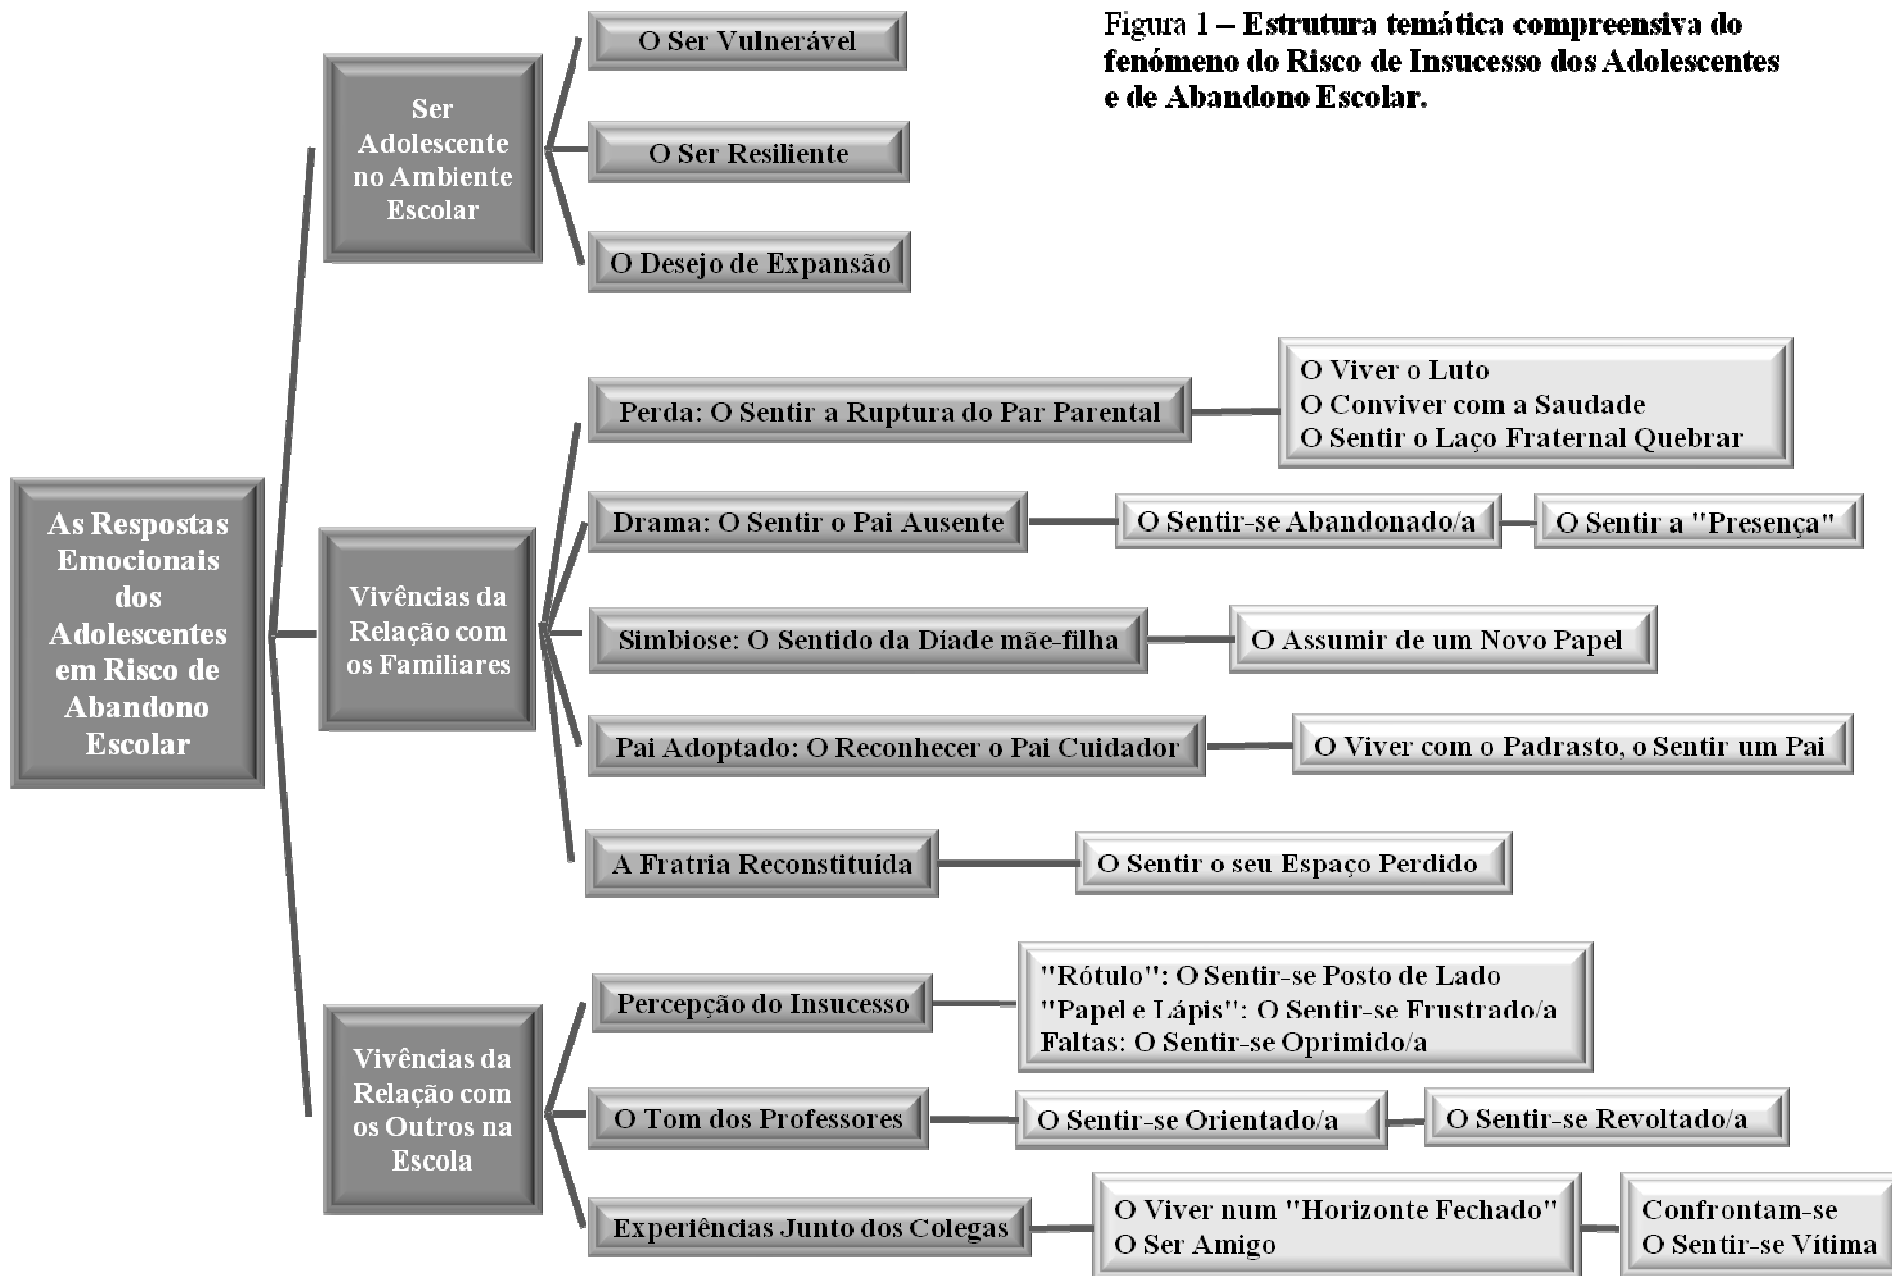 Figura 1 – Estrutura temática compreensiva do
fenómeno do Risco de Insucesso dos Adolescentes
e de Abandono Escolar.
As Respostas
Emocionais
dos
Adolescentes
em Risco de
Abandono
Escolar
Ser
Adolescente
no Ambiente
Escolar
O Ser Vulnerável
O Ser Resiliente
O Desejo de Expansão
Vivências da
Relação com
os Familiares
Perda: O Sentir a Ruptura do Par Parental
O Viver o Luto
O Conviver com a Saudade
O Sentir o Laço Fraternal Quebrar
Drama: O Sentir o Pai Ausente
O Sentir-se Abandonado/a
O Sentir a "Presença"
Simbiose: O Sentido da Díade mãe-filha
O Assumir de um Novo Papel
Pai Adoptado: O Reconhecer o Pai Cuidador
O Viver com o Padrasto, o Sentir um Pai
A Fratria Reconstituída
O Sentir o seu Espaço Perdido
Vivências da
Relação com
os Outros na
Escola
Percepção do Insucesso
"Rótulo": O Sentir-se Posto de Lado
"Papel e Lápis": O Sentir-se Frustrado/a
Faltas: O Sentir-se Oprimido/a
O Tom dos Professores
O Sentir-se Orientado/a
O Sentir-se Revoltado/a
Experiências Junto dos Colegas
O Viver num "Horizonte Fechado"
O Ser Amigo
Confrontam-se
O Sentir-se Vítima